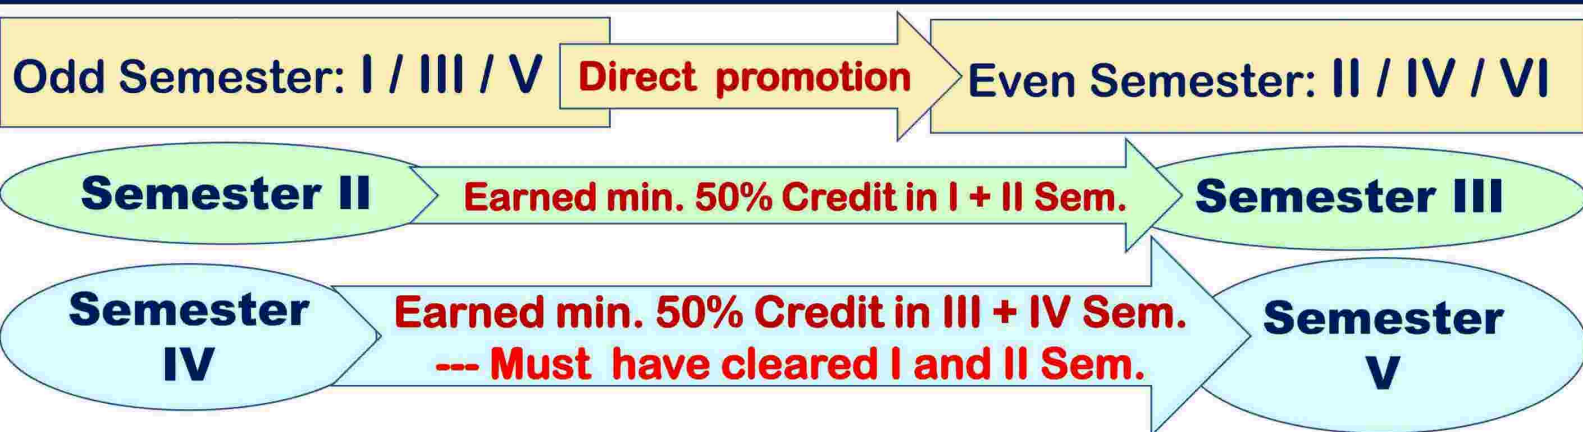 Odd Semester: I / III / V Direct promotion Even Semester: II / IV / VI
Semester II Earned min. 50% Credit in I + II Sem. Semester III
Semester
IV
Earned min. 50% Credit in III + IV Sem.
--- Must have cleared I and II Sem.
Semester
V